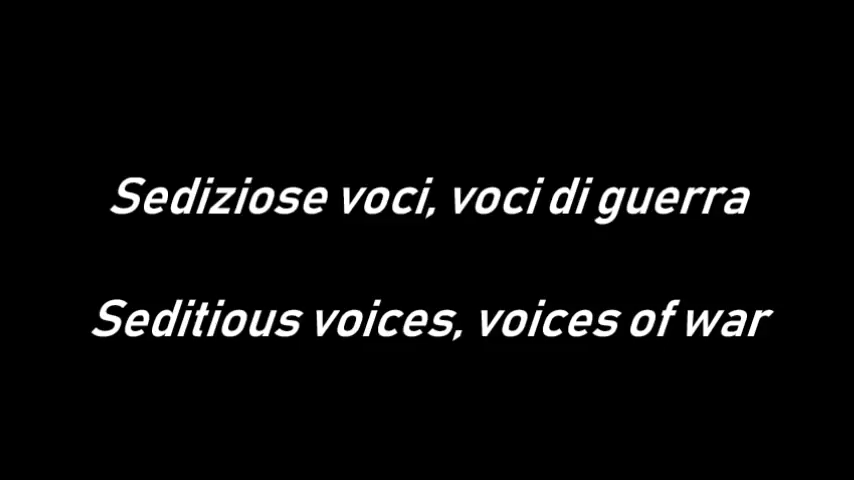 Sediziose voci, voci di guerra
Seditious voices, voices of war